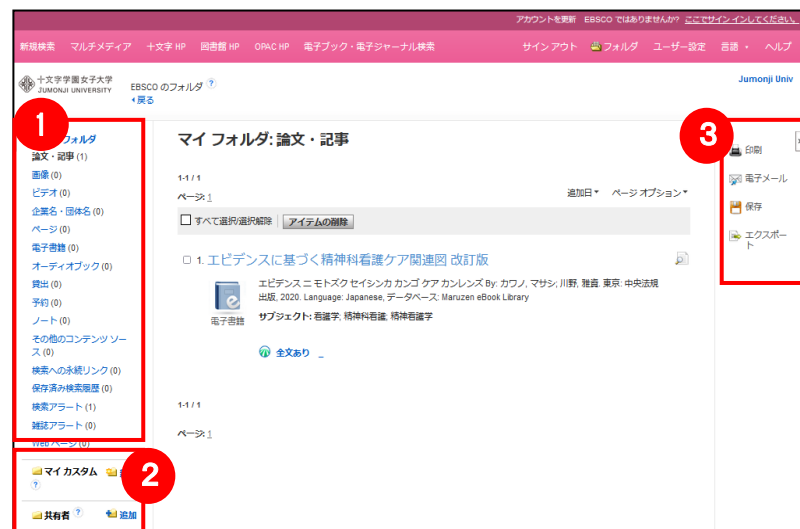 アカウントを更新 EBSCO ではありませんか? ここでサインインしてください。
新規検索 マルチメディア 十文字 HP 図書館 HP OPAC HP 電子ブック・電子ジャーナル検索 サイン アウト フォルダ ユーザー設定 言語 ヘルプ
十文字学園女子大学
JUMONJI UNIVERSITY
EBSCO のフォルダ ?
戻る
Jumonji Univ
1
フォルダ
論文・記事 (1)
画像 (0)
ビデオ (0)
企業名・団体名 (0)
ページ (0)
電子書籍 (0)
オーディオブック (0)
貸出 (0)
予約 (0)
ノート (0)
その他のコンテンツ ソー
ス (0)
検索への永続リンク (0)
保存済み検索履歴 (0)
検索アラート (1)
雑誌アラート (0)
Web ページ (0)
2
マイ カスタム
?
共有者 ? 追加
マイ フォルダ: 論文・記事
1-1 / 1
ページ: 1
追加日 ページ オプション
すべて選択/選択解除 アイテムの削除
1. エビデンスに基づく精神科看護ケア関連図 改訂版
エビデンス ニ モトズク セイシンカ カンゴ ケア カンレンズ By: カワノ, マサシ; 川野, 雅資. 東京: 中央法規
出版, 2020. Language: Japanese, データベース: Maruzen eBook Library
電子書籍
サブジェクト: 看護学; 精神科看護; 精神看護学
全文あり
1-1 / 1
ページ: 1
3
印刷
電子メール
保存
エクスポー
ト